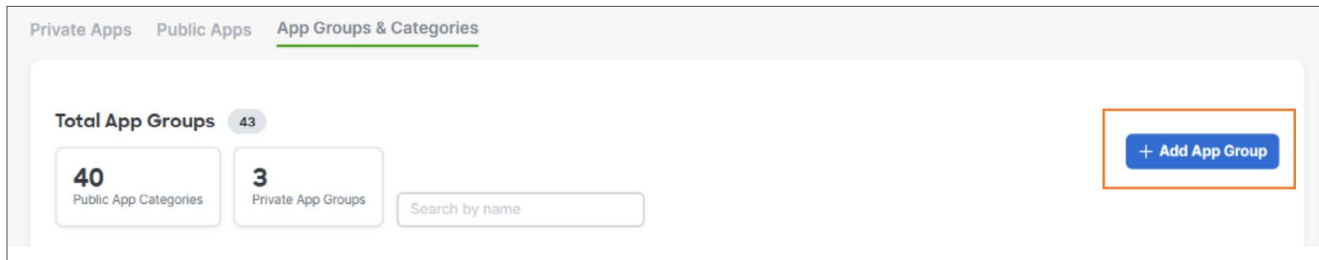 Private Apps Public Apps App Groups & Categories
Total App Groups 43
+ Add App Group
40
Public App Categories
3
Private App Groups
Search by name